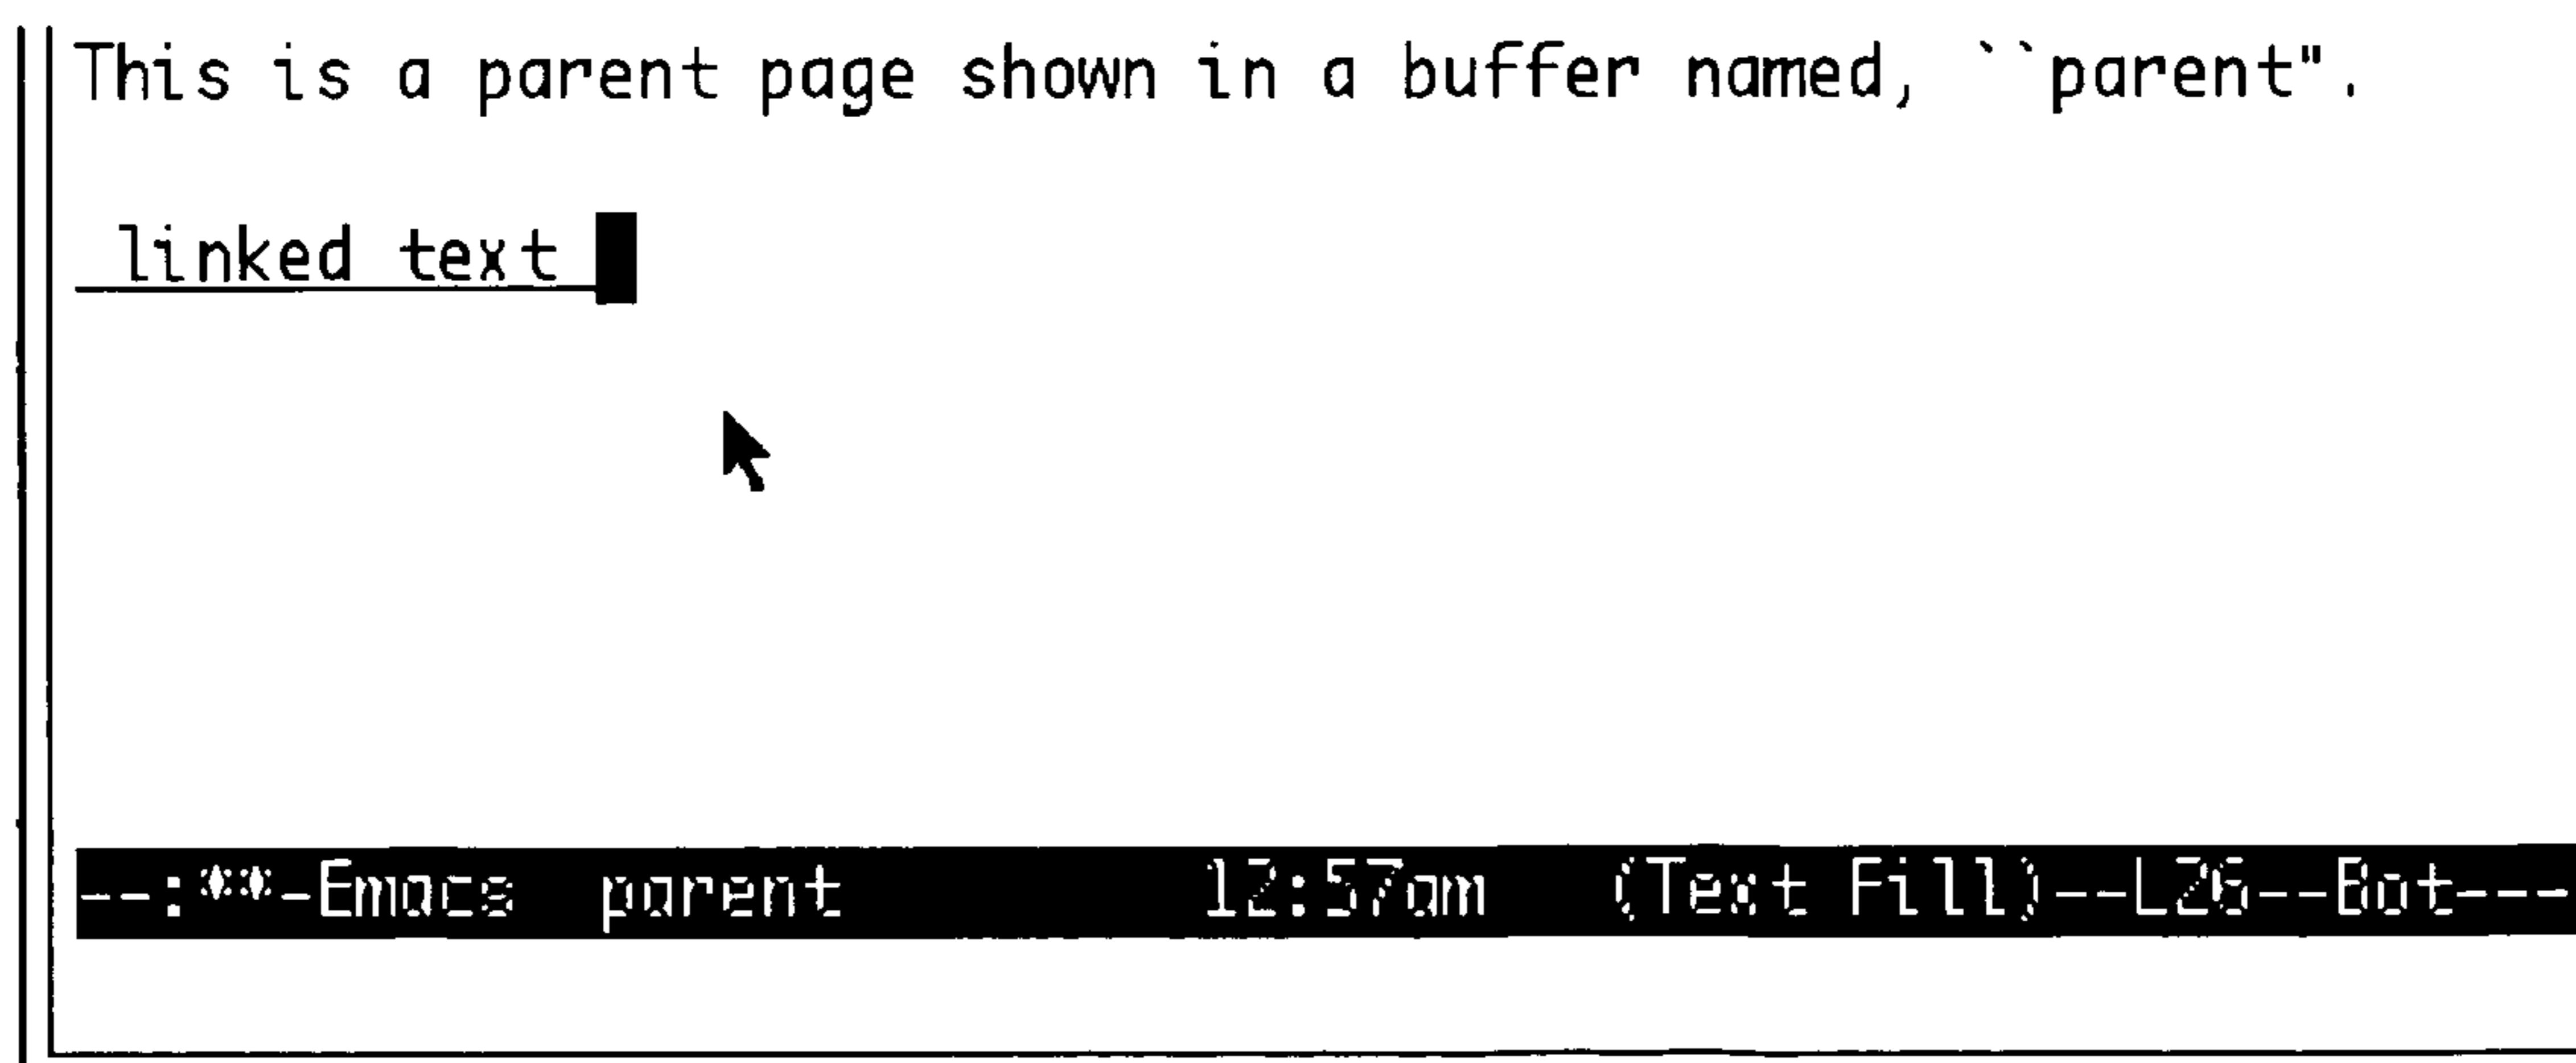 This is a parent page shown in a buffer named, ``parent".
linked text
--:**-Emacs  parent          12:57am   (Text Fill)--L26--Bot---